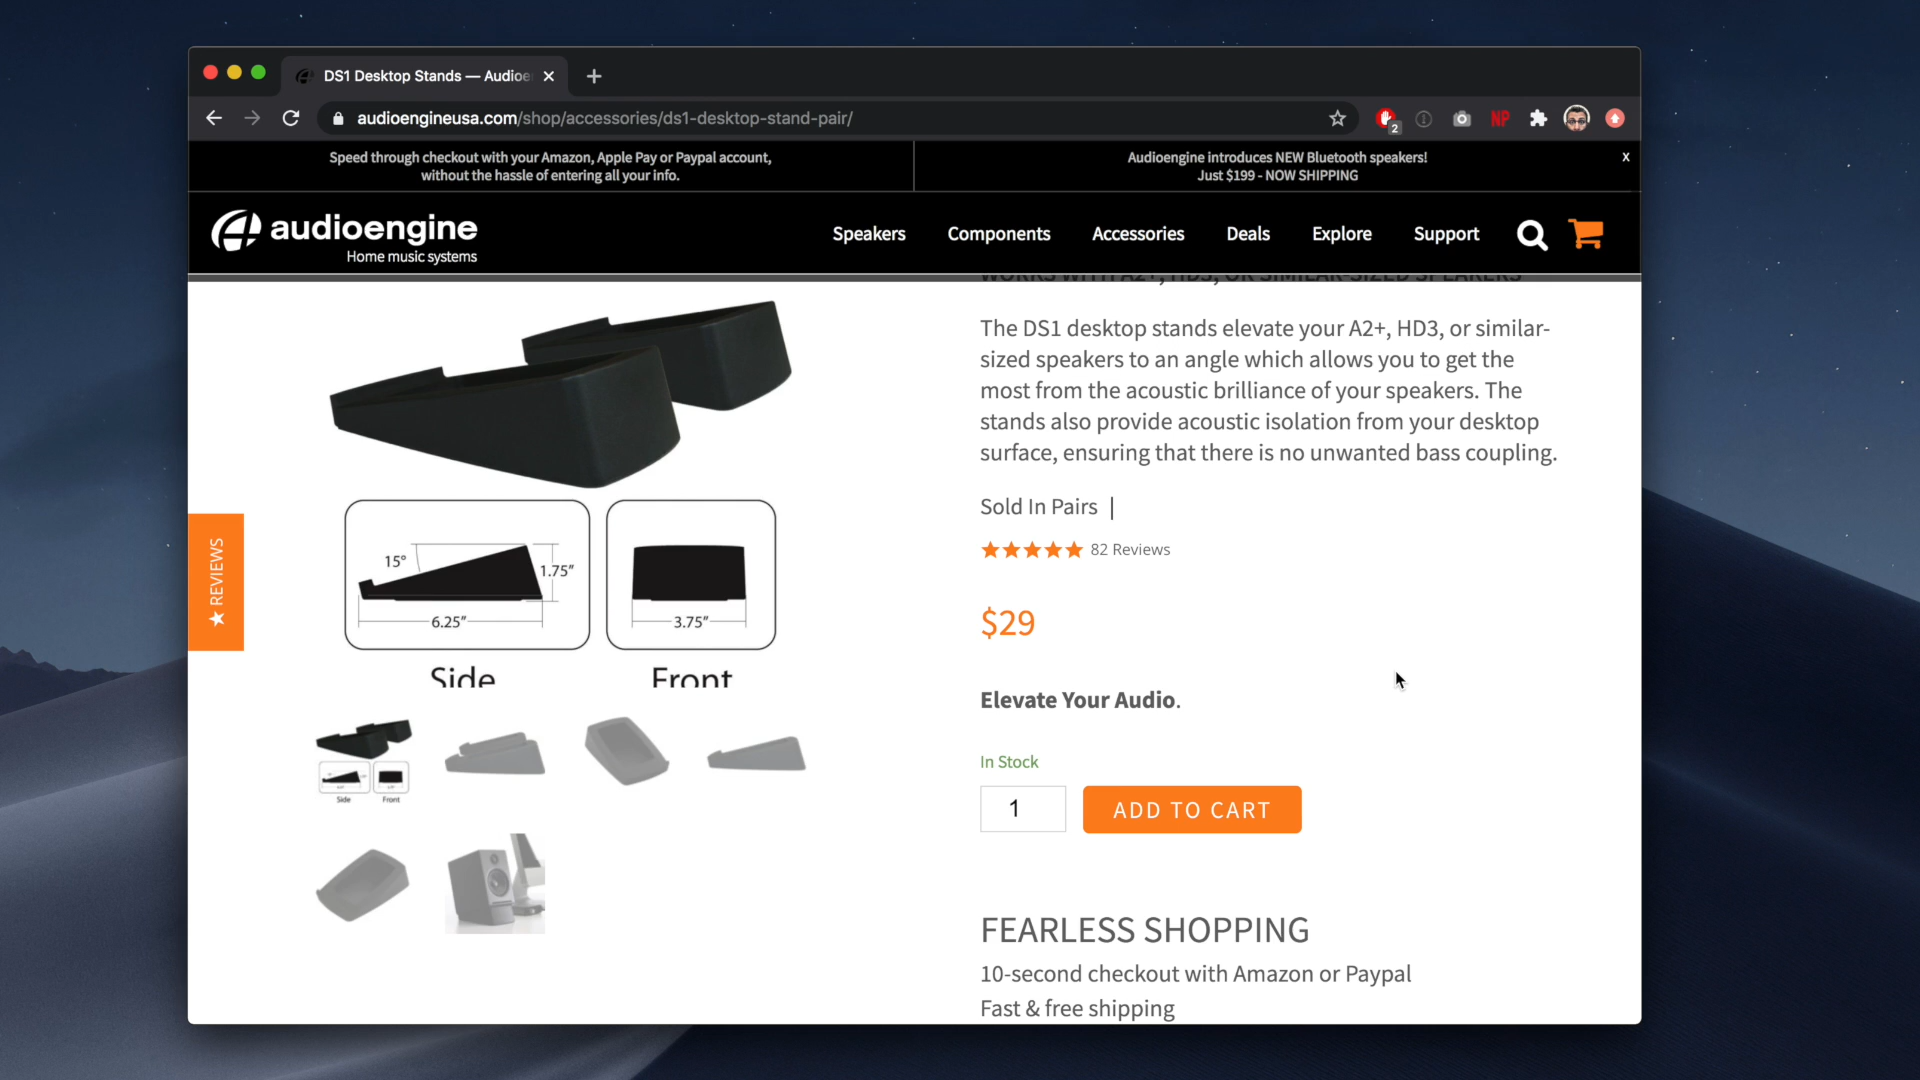 DS1 Desktop Stands — Audioe
audioengineusa.com/shop/accessories/ds1-desktop-stand-pair/
2
NP
Speed through checkout with your Amazon, Apple Pay or Paypal account,
without the hassle of entering all your info.
Audioengine introduces NEW Bluetooth speakers!
Just $199 - NOW SHIPPING
x
audioengine
Home music systems
Speakers
Components
Accessories
Deals
Explore
Support
WORKS WITH A2+, HD3, OR SIMILAR-SIZED SPEAKERS
The DS1 desktop stands elevate your A2+, HD3, or similar-
sized speakers to an angle which allows you to get the
most from the acoustic brilliance of your speakers. The
stands also provide acoustic isolation from your desktop
surface, ensuring that there is no unwanted bass coupling.
Sold In Pairs |
82 Reviews
$29
Elevate Your Audio.
In Stock
1
ADD TO CART
FEARLESS SHOPPING
10-second checkout with Amazon or Paypal
Fast & free shipping
★ REVIEWS
15°
1.75"
6.25"
3.75"
Side
Front
Side
Front